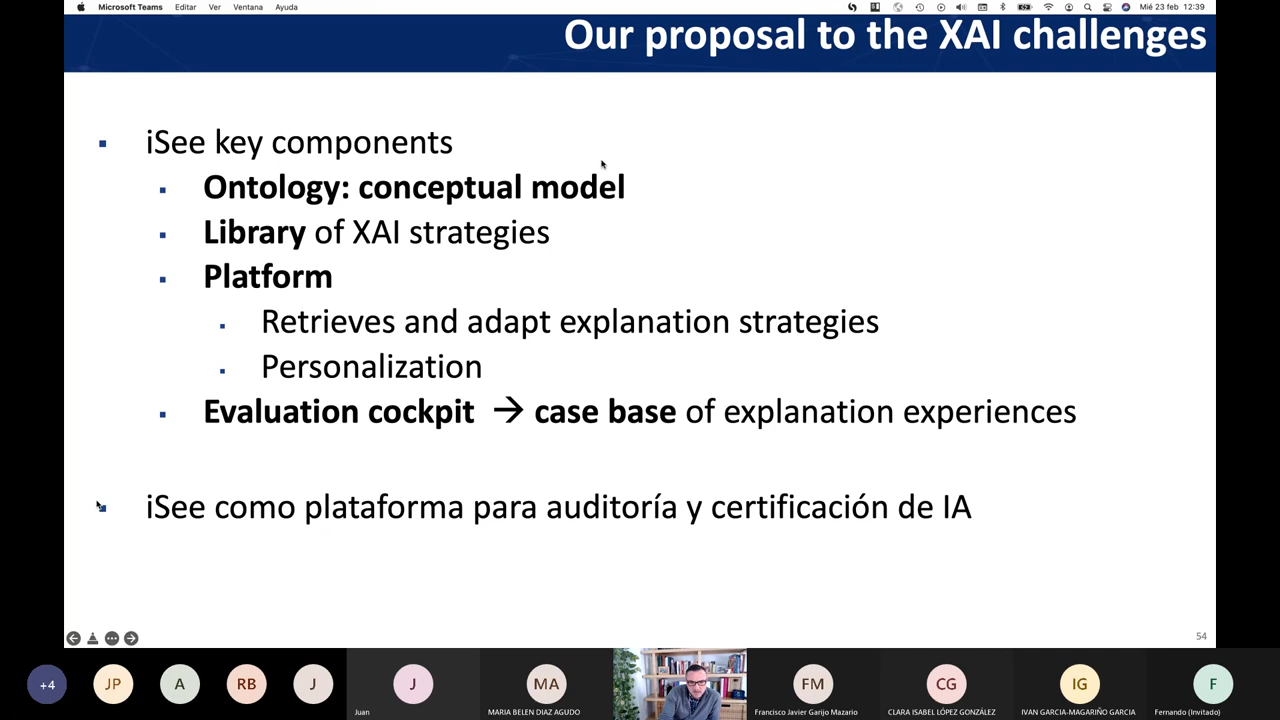 Microsoft Teams Editar Ver Ventana Ayuda Mié 23 feb 12:39
Our proposal to the XAI challenges
iSee key components
Ontology: conceptual model
Library of XAI strategies
Platform
Retrieves and adapt explanation strategies
Personalization
Evaluation cockpit → case base of explanation experiences
iSee como plataforma para auditoría y certificación de IA
54
+4 JP A RB J J MA FM CG IG F
Juan MARIA BELEN DIAZ AGUDO Francisco Javier Garijo Mazario CLARA ISABEL LÓPEZ GONZÁLEZ IVAN GARCIA-MAGARIÑO GARCIA Fernando (Invitado)